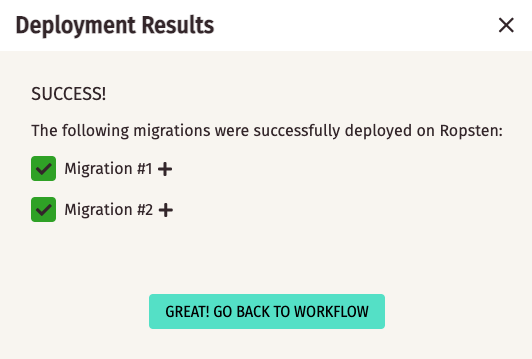 Deployment Results
SUCCESS!
The following migrations were successfully deployed on Ropsten:
Migration #1
Migration #2
GREAT! GO BACK TO WORKFLOW